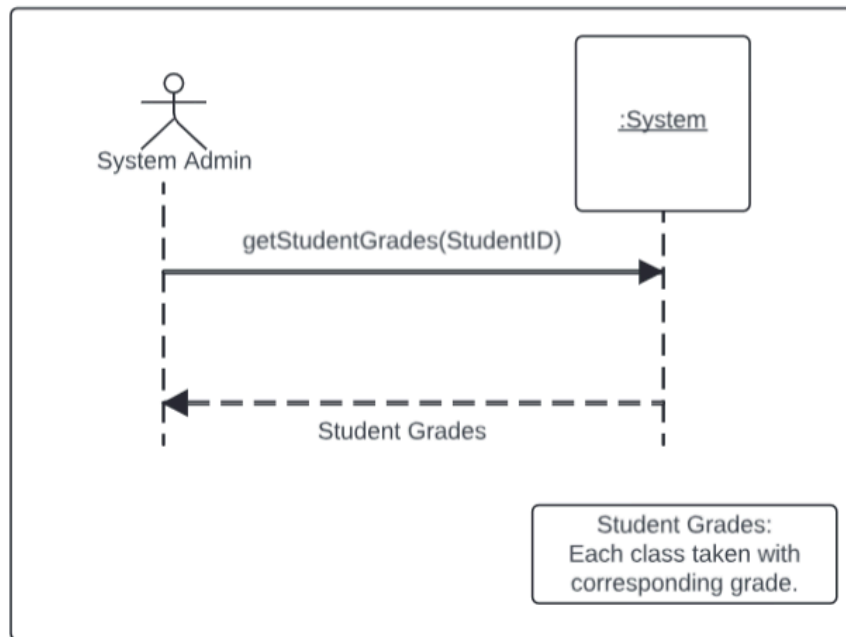 :System
System Admin
getStudentGrades(StudentID)
Student Grades
Student Grades:
Each class taken with
corresponding grade.